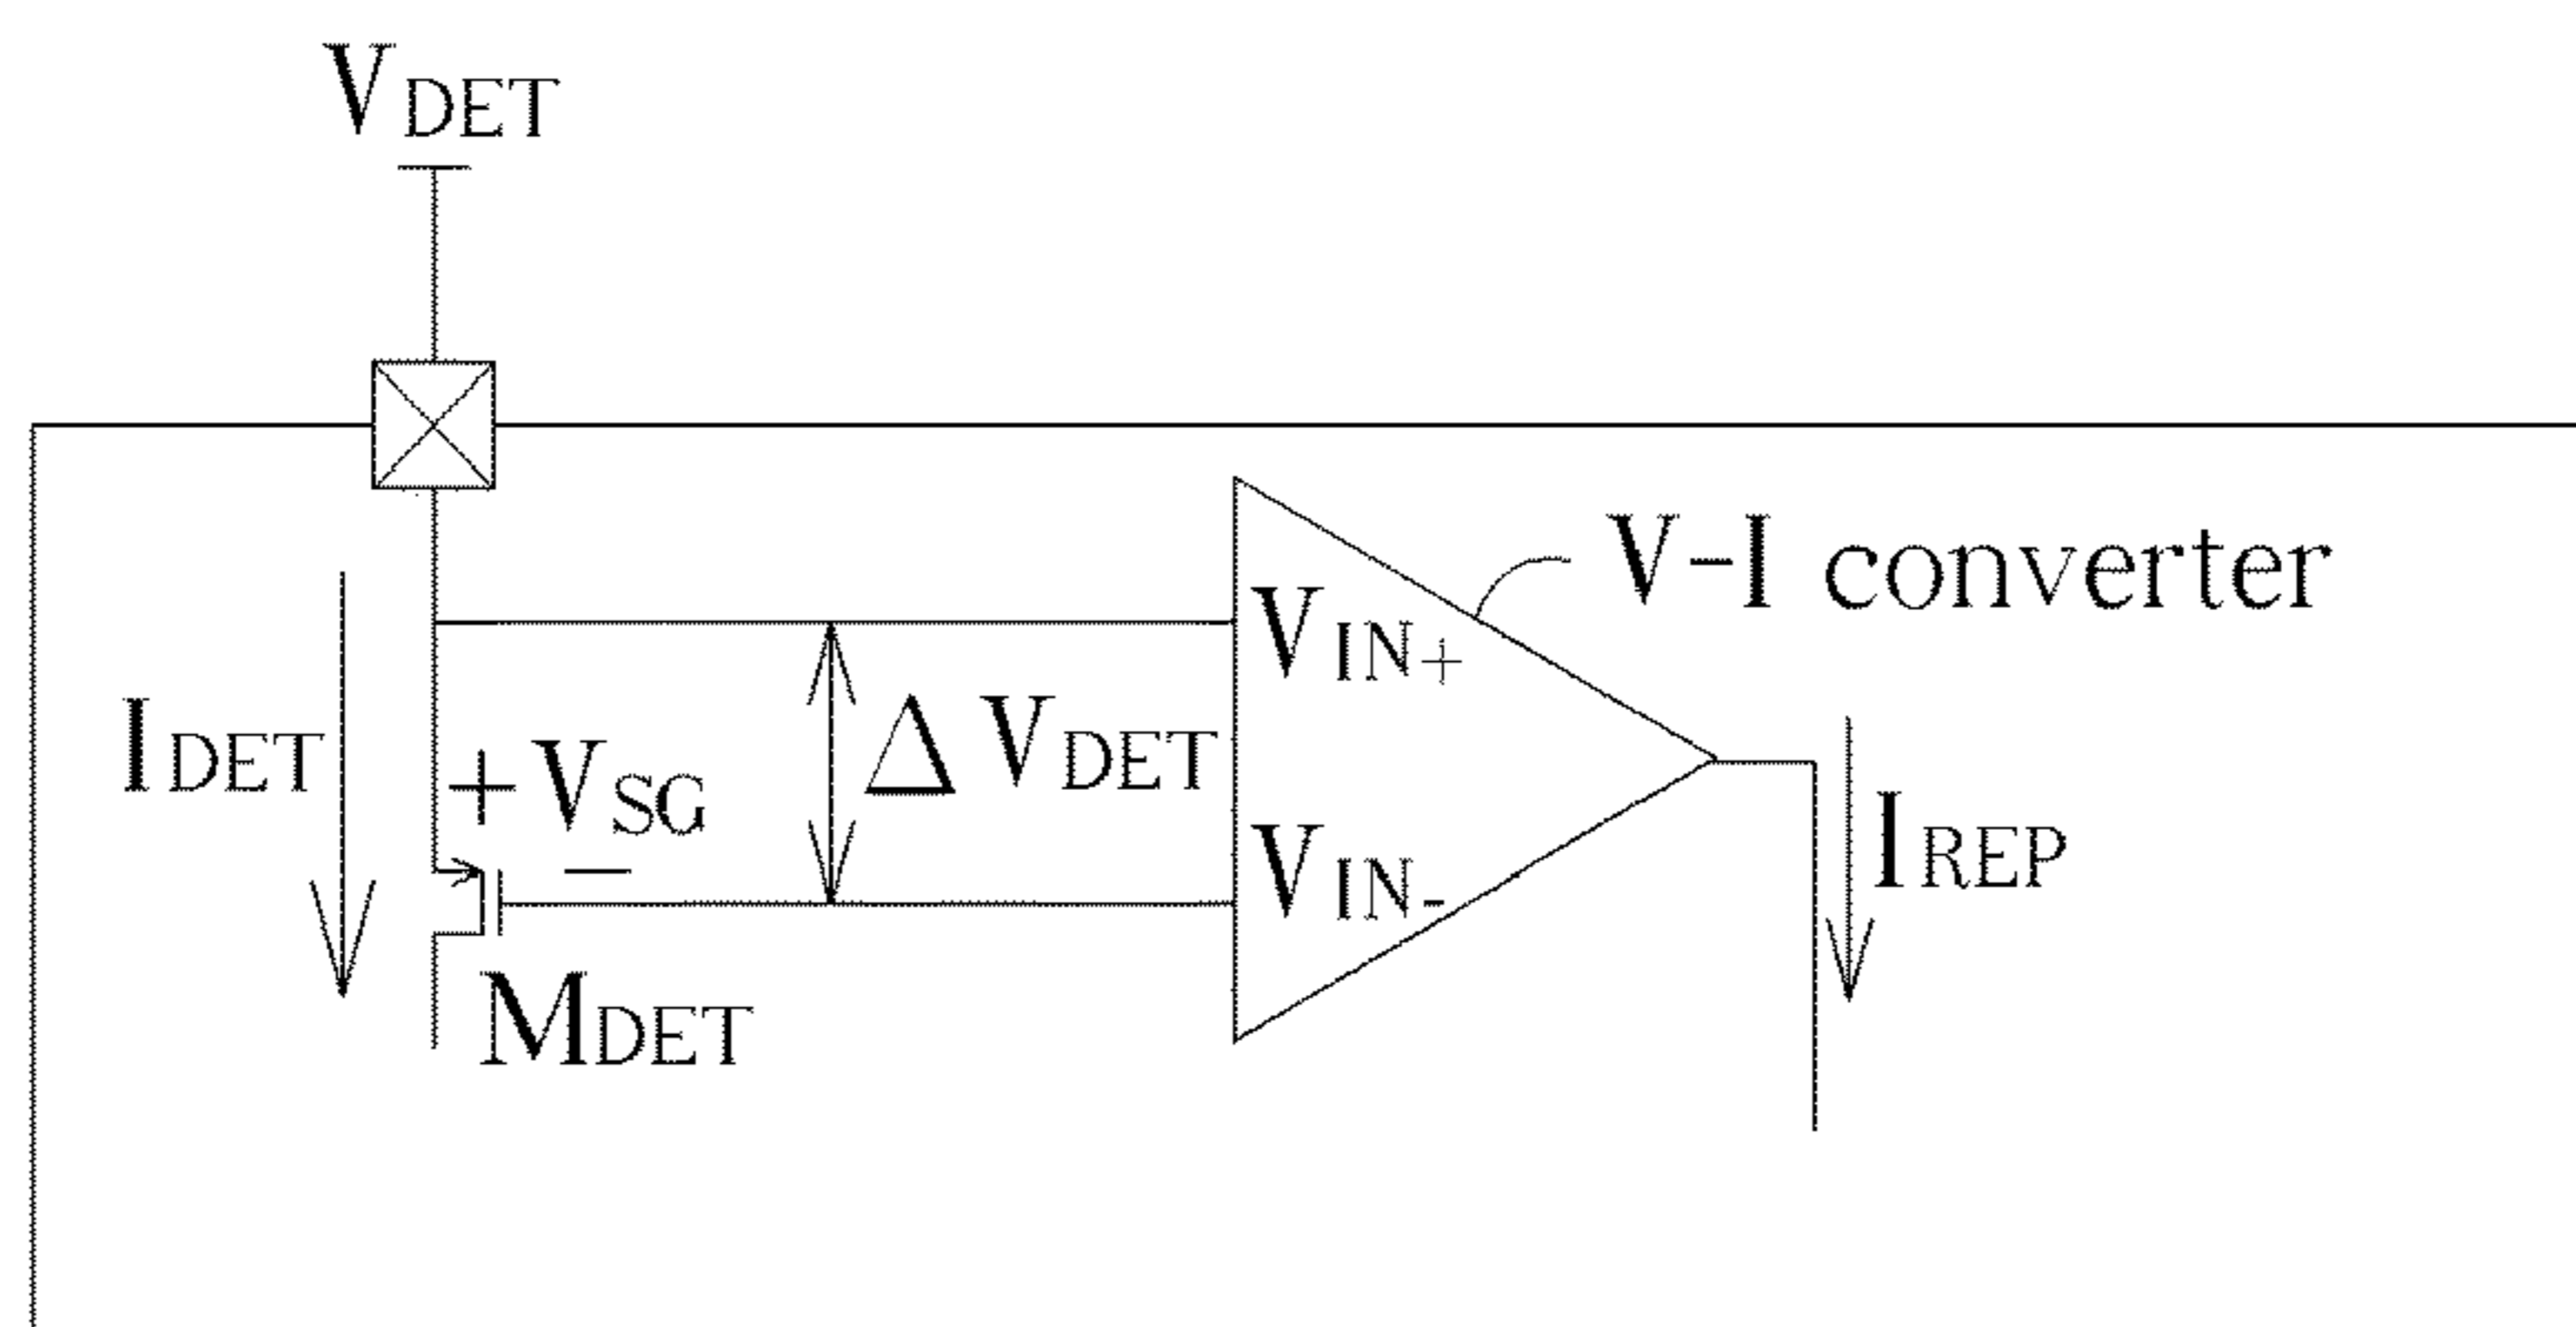 VDET
V-I converter
VIN+
IDET
+VSG
−
ΔVDET
VIN-
IREP
MDET